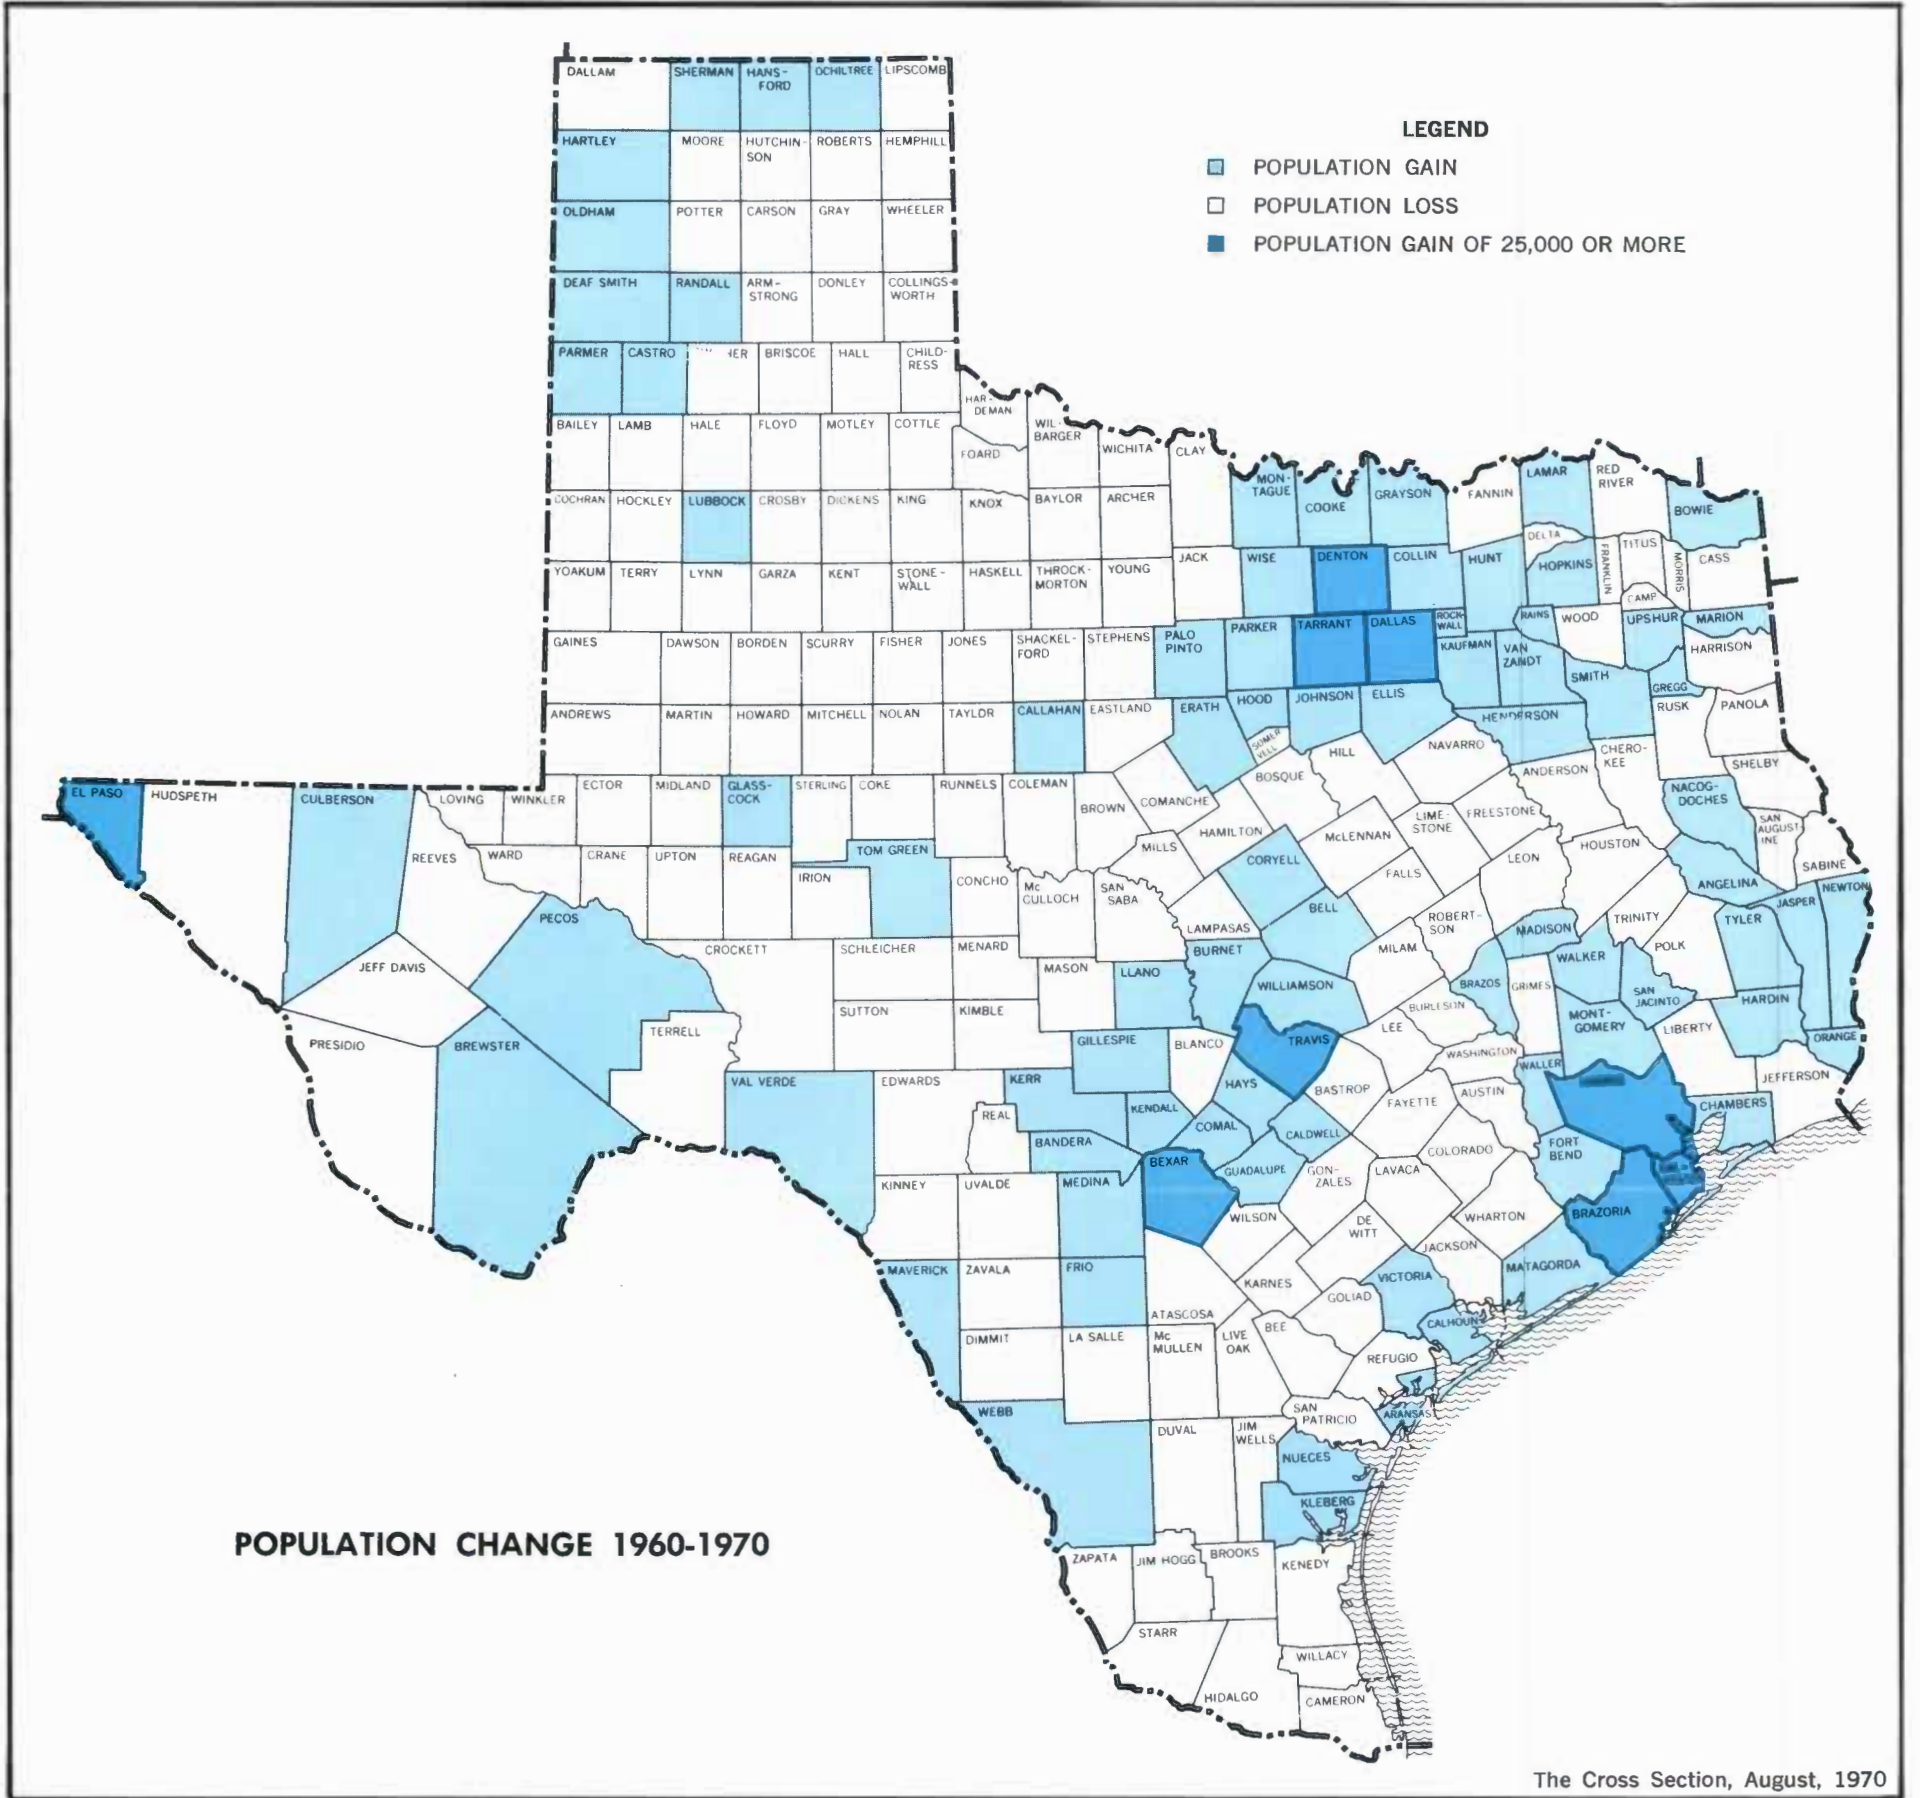 DALLAM
SHERMAN
HANS-
FORD
OCHILTREE
LIPSCOMB
HARTLEY
MOORE
HUTCHIN-
SON
ROBERTS
HEMPHILL
OLDHAM
POTTER
CARSON
GRAY
WHEELER
DEAF SMITH
RANDALL
ARM-
STRONG
DONLEY
COLLINGS-
WORTH
PARMER
CASTRO
BRISCOE
HALL
CHILD-
RESS
LEGEND
POPULATION GAIN
POPULATION LOSS
POPULATION GAIN OF 25,000 OR MORE
HAR-
DEMAN
BAILEY
LAMB
HALE
FLOYD
MOTLEY
COTTLE
FOARD
WIL-
BARGER
WICHITA
CLAY
MON-
TAGUE
COOKE
GRAYSON
FANNIN
LAMAR
RED
RIVER
BOWIE
COCHRAN
HOCKLEY
LUBBOCK
CROSBY
DICKENS
KING
KNOX
BAYLOR
ARCHER
JACK
WISE
DENTON
COLLIN
HUNT
DELTA
HOPKINS
FRANKLIN
TITUS
MORRIS
CASS
CAMP
YOAKUM
TERRY
LYNN
GARZA
KENT
STONE-
WALL
HASKELL
THROCK-
MORTON
YOUNG
PALO
PINTO
PARKER
TARRANT
DALLAS
ROCK-
WALL
KAUFMAN
VAN
ZANDT
RAINS
WOOD
UPSHUR
MARION
HARRISON
SMITH
GREGG
GAINES
DAWSON
BORDEN
SCURRY
FISHER
JONES
SHACKEL-
FORD
STEPHENS
ERATH
HOOD
JOHNSON
ELLIS
HENDERSON
RUSK
PANOLA
ANDREWS
MARTIN
HOWARD
MITCHELL
NOLAN
TAYLOR
CALLAHAN
EASTLAND
SOMER
VELL
BOSQUE
HILL
NAVARRO
ANDERSON
CHERO-
KEE
SHELBY
EL PASO
HUDSPETH
CULBERSON
LOVING
WINKLER
ECTOR
MIDLAND
GLASS-
COCK
STERLING
COKE
RUNNELS
COLEMAN
BROWN
COMANCHE
HAMILTON
McLENNAN
LIME-
STONE
FREESTONE
NACOG-
DOCHES
SAN
AUGUST-
INE
SABINE
REEVES
WARD
CRANE
UPTON
REAGAN
IRION
TOM GREEN
CONCHO
Mc
CULLOCH
SAN
SABA
MILLS
CORYELL
FALLS
LEON
HOUSTON
ANGELINA
NEWTON
JASPER
PECOS
LAMPASAS
BELL
ROBERT-
SON
MADISON
TRINITY
TYLER
CROCKETT
SCHLEICHER
MENARD
BURNET
MILAM
WALKER
POLK
JEFF DAVIS
MASON
LLANO
WILLIAMSON
BRAZOS
GRIMES
SAN
JACINTO
HARDIN
SUTTON
KIMBLE
BURLESON
MONT-
GOMERY
LIBERTY
ORANGE
PRESIDIO
BREWSTER
TERRELL
GILLESPIE
BLANCO
TRAVIS
LEE
WASHINGTON
WALLER
JEFFERSON
VAL VERDE
EDWARDS
KERR
HAYS
BASTROP
FAYETTE
AUSTIN
CHAMBERS
REAL
KENDALL
COMAL
CALDWELL
FORT
BEND
BANDERA
BEXAR
GUADALUPE
GON-
ZALES
LAVACA
COLORADO
KINNEY
UVALDE
MEDINA
WILSON
DE
WITT
WHARTON
BRAZORIA
JACKSON
MAVERICK
ZAVALA
FRIO
ATASCOSA
KARNES
GOLIAD
VICTORIA
MATAGORDA
CALHOUN
DIMMIT
LA SALLE
Mc
MULLEN
LIVE
OAK
BEE
REFUGIO
WEBB
DUVAL
JIM
WELLS
SAN
PATRICIO
ARANSAS
NUECES
KLEBERG
POPULATION CHANGE 1960-1970
ZAPATA
JIM HOGG
BROOKS
KENEDY
STARR
WILLACY
HIDALGO
CAMERON
The Cross Section, August, 1970